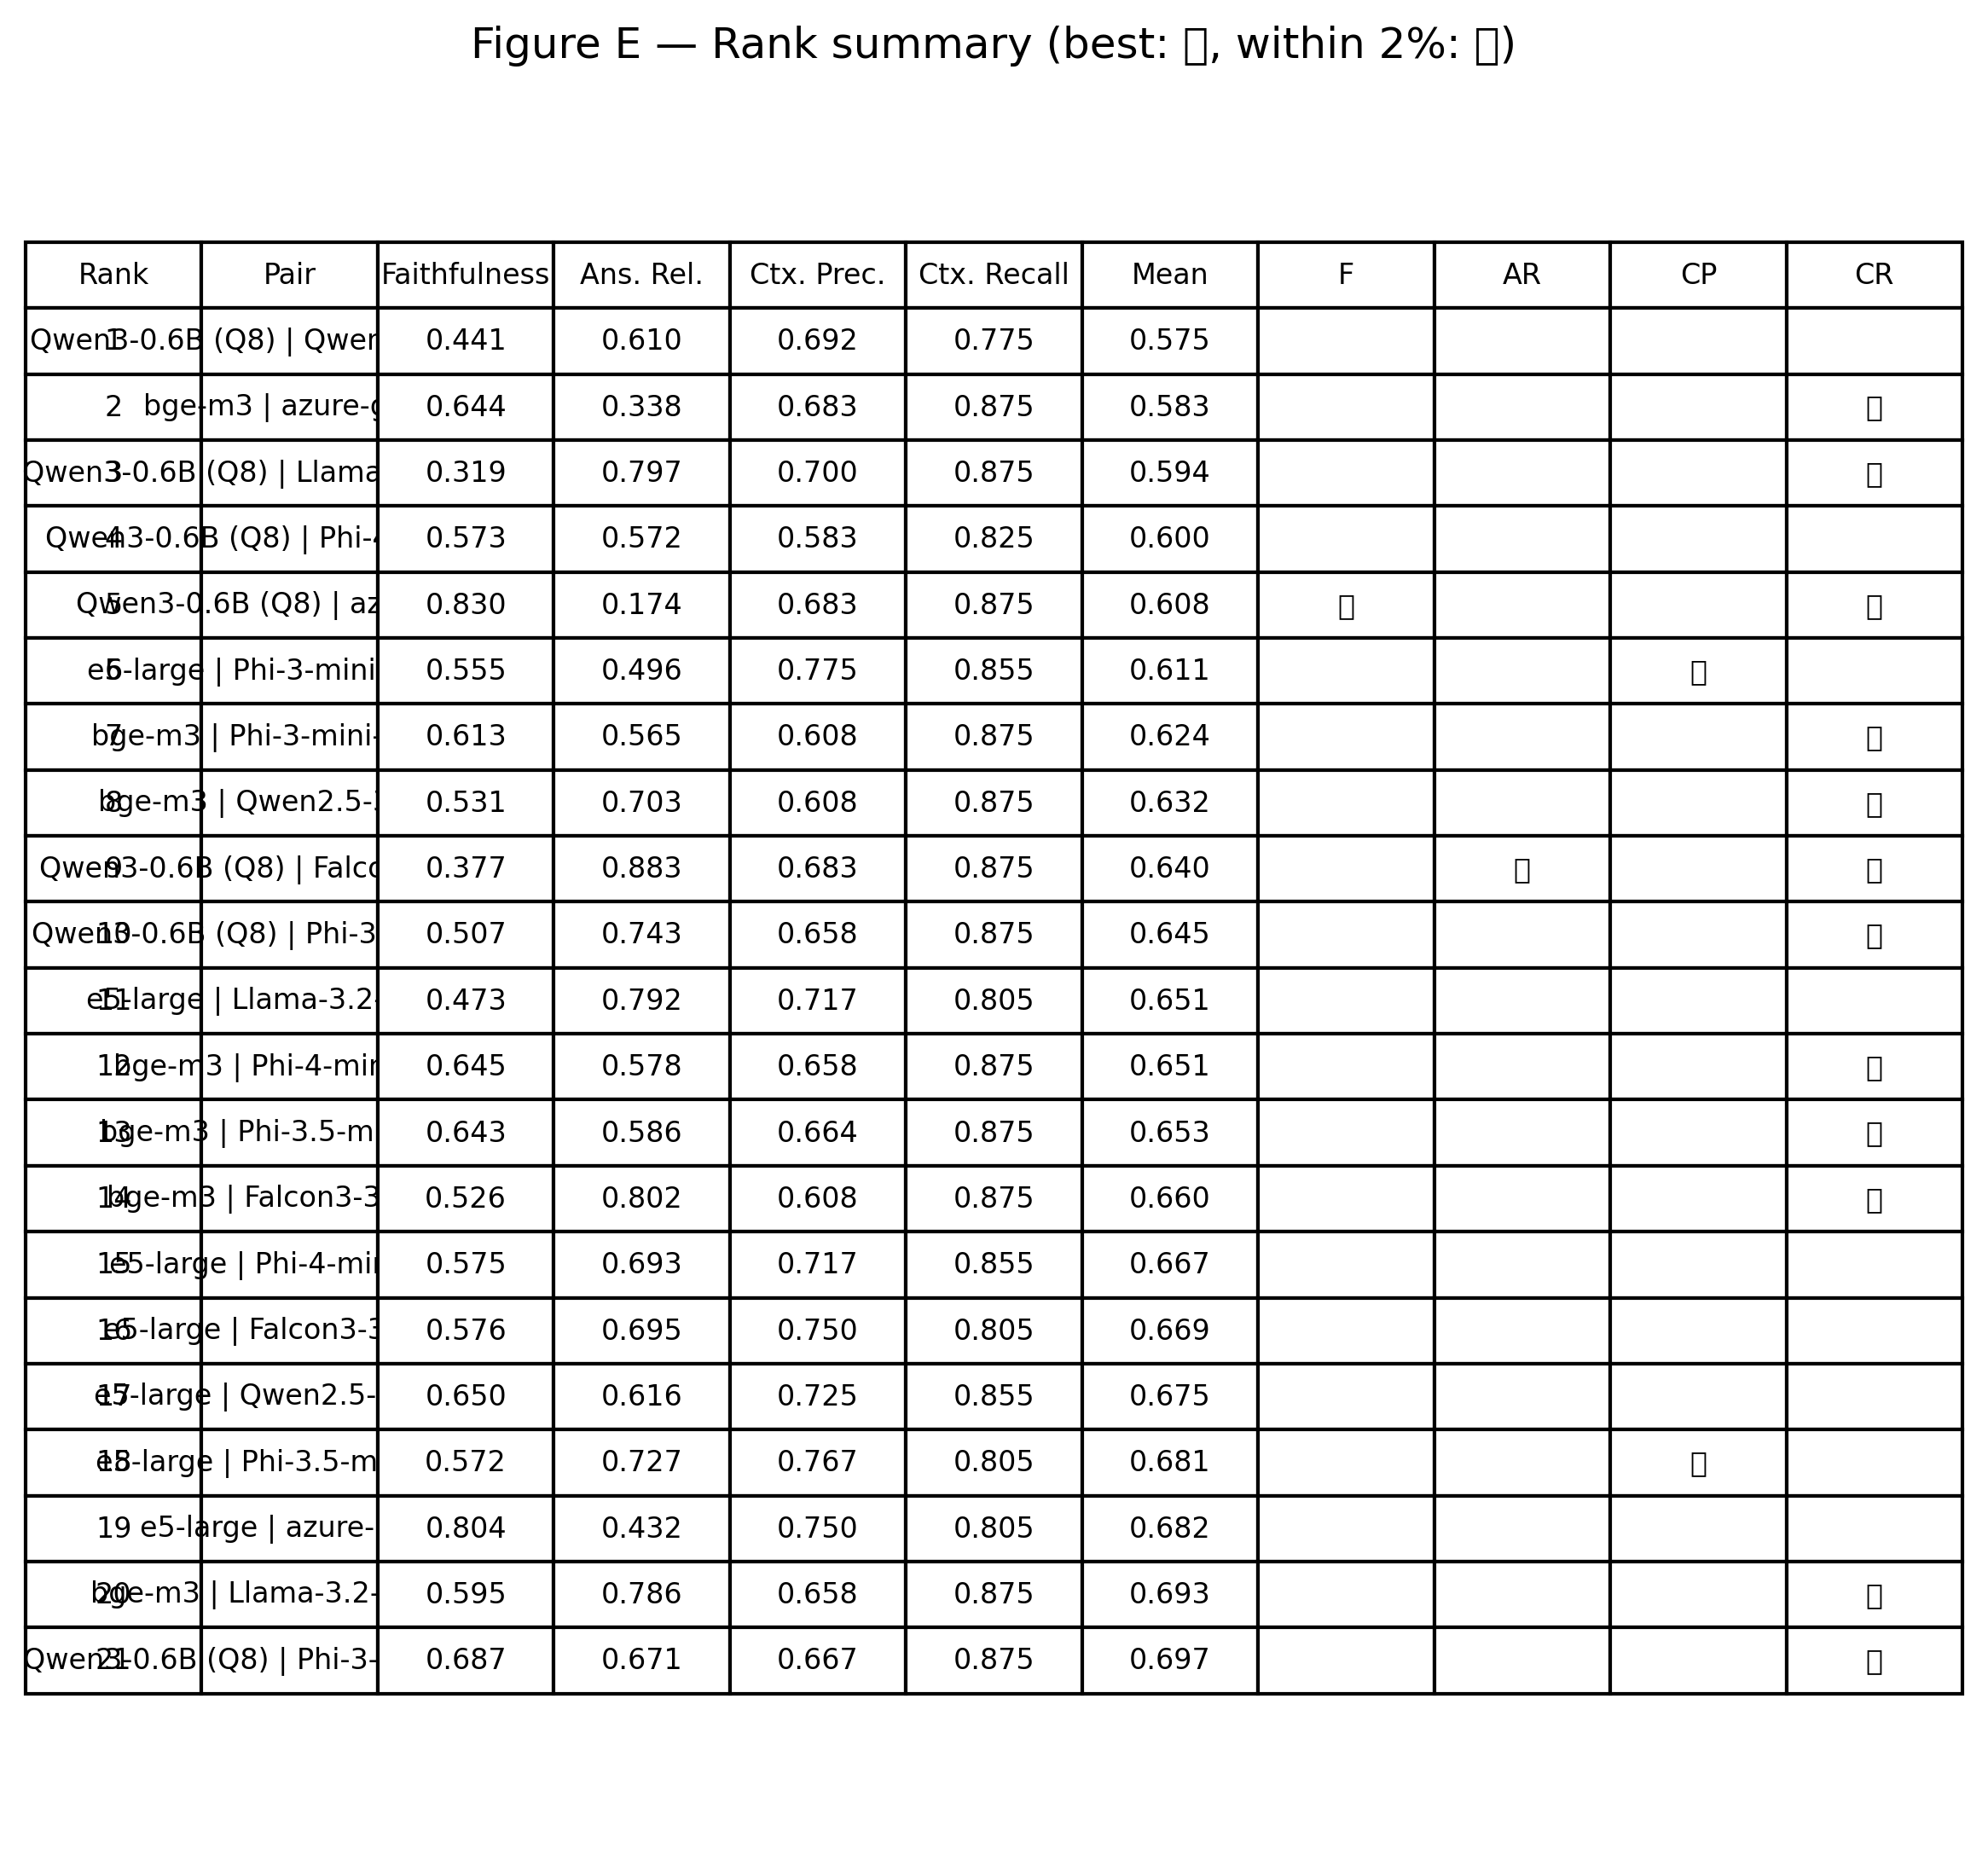 Figure E — Rank summary (best: , within 2%: )
Rank Pair Faithfulness Ans. Rel. Ctx. Prec. Ctx. Recall Mean F AR CP CR
1 Qwen3-0.6B (Q8) | Qwen 0.441 0.610 0.692 0.775 0.575
2 bge-m3 | azure-g 0.644 0.338 0.683 0.875 0.583
3 Qwen3-0.6B (Q8) | Llama 0.319 0.797 0.700 0.875 0.594
4 Qwen3-0.6B (Q8) | Phi-4 0.573 0.572 0.583 0.825 0.600
5 Qwen3-0.6B (Q8) | az 0.830 0.174 0.683 0.875 0.608
6 e5-large | Phi-3-mini 0.555 0.496 0.775 0.855 0.611
7 bge-m3 | Phi-3-mini- 0.613 0.565 0.608 0.875 0.624
8 bge-m3 | Qwen2.5- 0.531 0.703 0.608 0.875 0.632
9 Qwen3-0.6B (Q8) | Falco 0.377 0.883 0.683 0.875 0.640
10 Qwen3-0.6B (Q8) | Phi-3 0.507 0.743 0.658 0.875 0.645
11 e5-large | Llama-3.2- 0.473 0.792 0.717 0.805 0.651
12 bge-m3 | Phi-4-min 0.645 0.578 0.658 0.875 0.651
13 bge-m3 | Phi-3.5-m 0.643 0.586 0.664 0.875 0.653
14 bge-m3 | Falcon3-3 0.526 0.802 0.608 0.875 0.660
15 e5-large | Phi-4-min 0.575 0.693 0.717 0.855 0.667
16 e5-large | Falcon3-3 0.576 0.695 0.750 0.805 0.669
17 e5-large | Qwen2.5- 0.650 0.616 0.725 0.855 0.675
18 e5-large | Phi-3.5-m 0.572 0.727 0.767 0.805 0.681
19 e5-large | azure- 0.804 0.432 0.750 0.805 0.682
20 bge-m3 | Llama-3.2- 0.595 0.786 0.658 0.875 0.693
21 Qwen3-0.6B (Q8) | Phi-3- 0.687 0.671 0.667 0.875 0.697